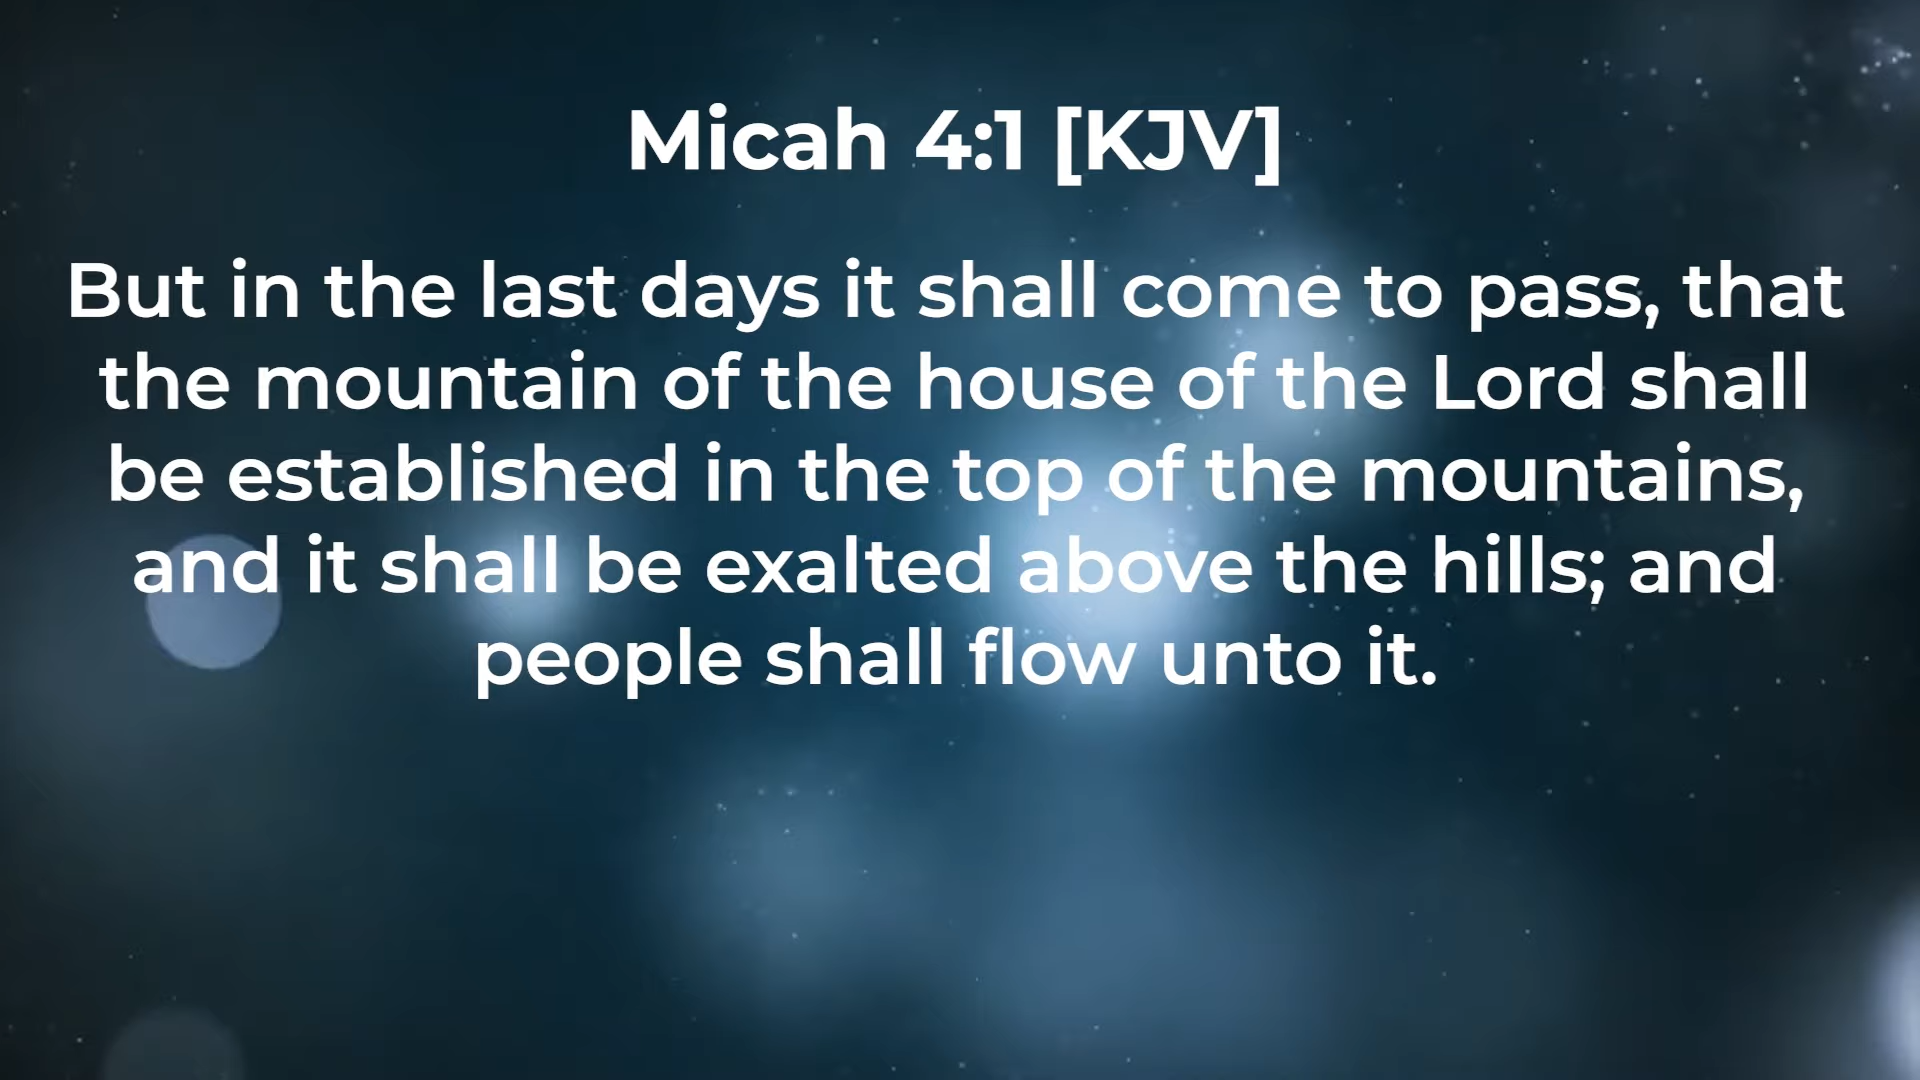 Micah 4:1 [KJV]
But in the last days it shall come to pass, that
the mountain of the house of the Lord shall
be established in the top of the mountains,
and it shall be exalted above the hills; and
people shall flow unto it.